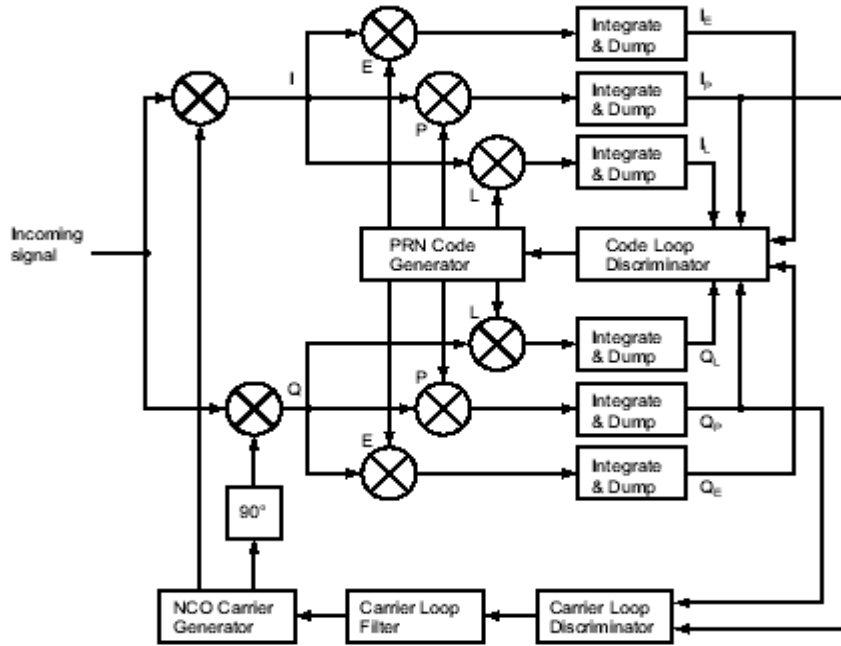 Integrate
& Dump
I_E
E
I
Integrate
& Dump
I_P
P
Integrate
& Dump
I_L
L
Incoming
signal
PRN Code
Generator
Code Loop
Discriminator
L
Integrate
& Dump
Q_L
P
Q
Integrate
& Dump
Q_P
E
Integrate
& Dump
Q_E
90°
NCO Carrier
Generator
Carrier Loop
Filter
Carrier Loop
Discriminator